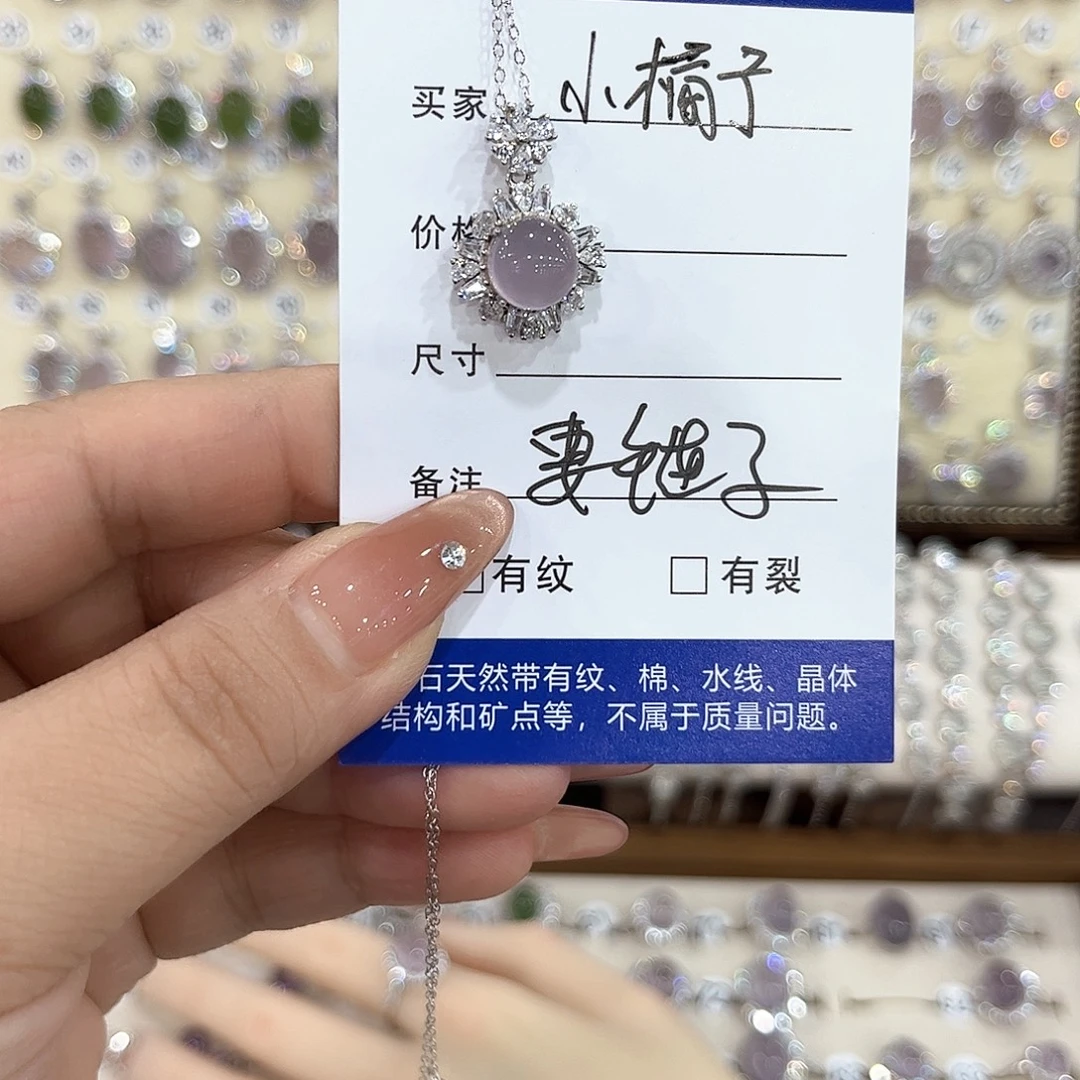 买家 小橘子
价格
尺寸
备注 要链子
有纹 有裂
石天然带有纹、棉、水线、晶体
结构和矿点等，不属于质量问题。